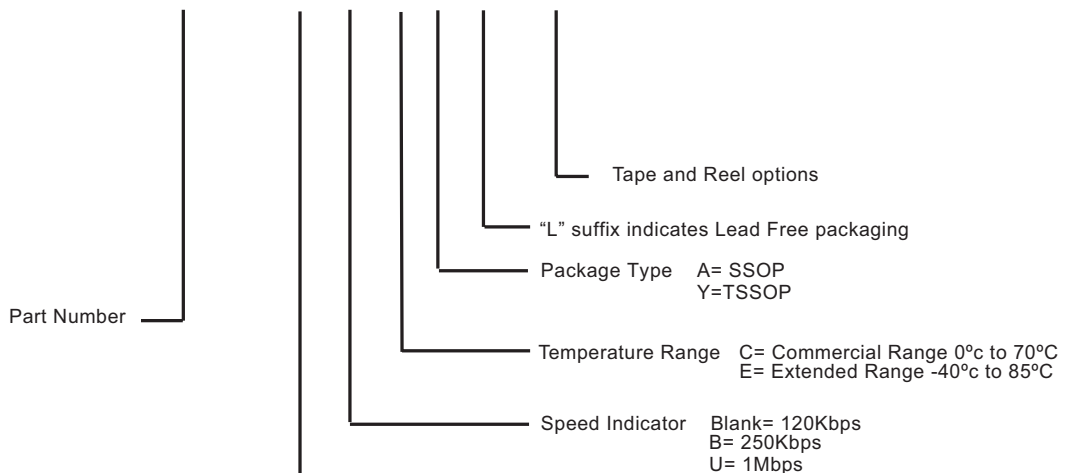 Tape and Reel options
“L” suffix indicates Lead Free packaging
Package Type A= SSOP
Y=TSSOP
Part Number
Temperature Range C= Commercial Range 0ºc to 70ºC
E= Extended Range -40ºc to 85ºC
Speed Indicator Blank= 120Kbps
B= 250Kbps
U= 1Mbps